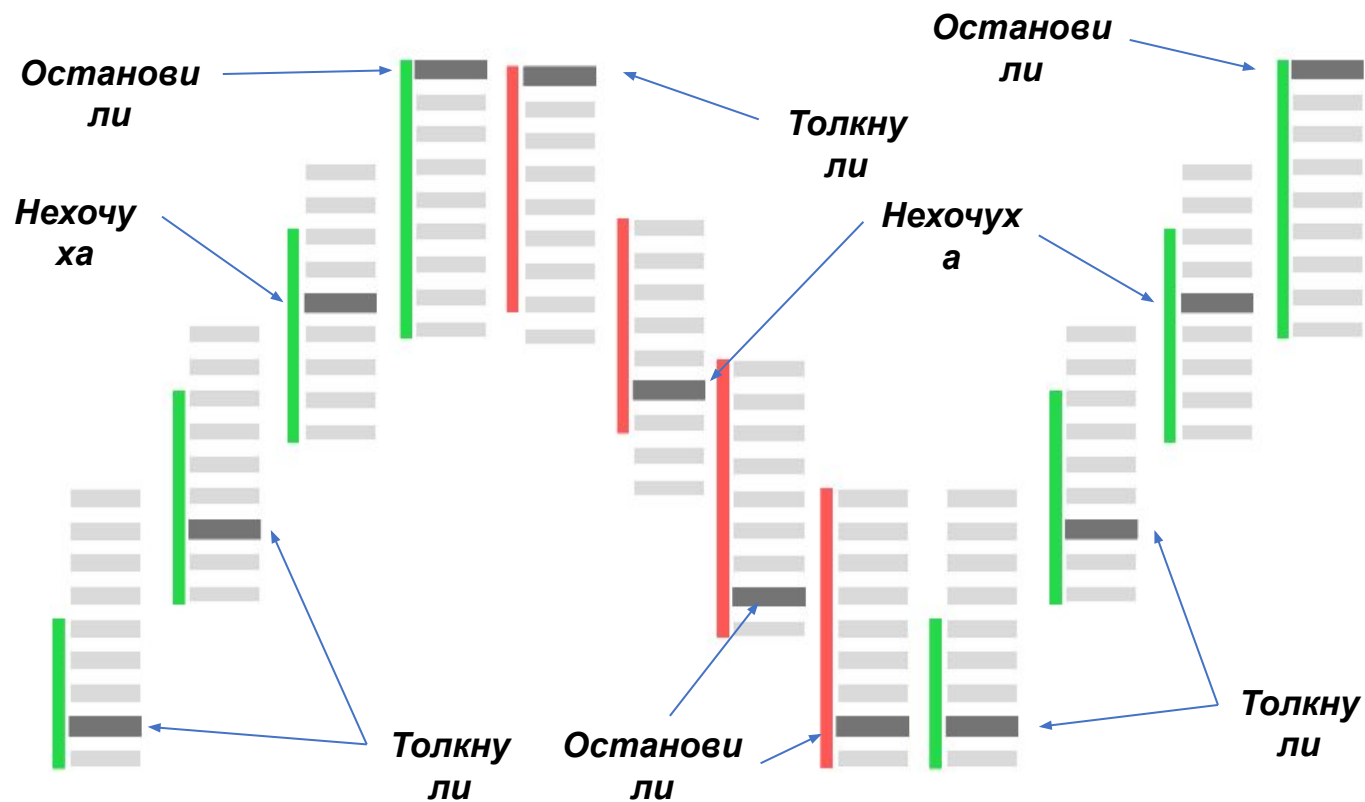 Останови
ли
Останови
ли
Толкну
ли
Нехочу
ха
Нехочух
а
Толкну
ли
Останови
ли
Толкну
ли